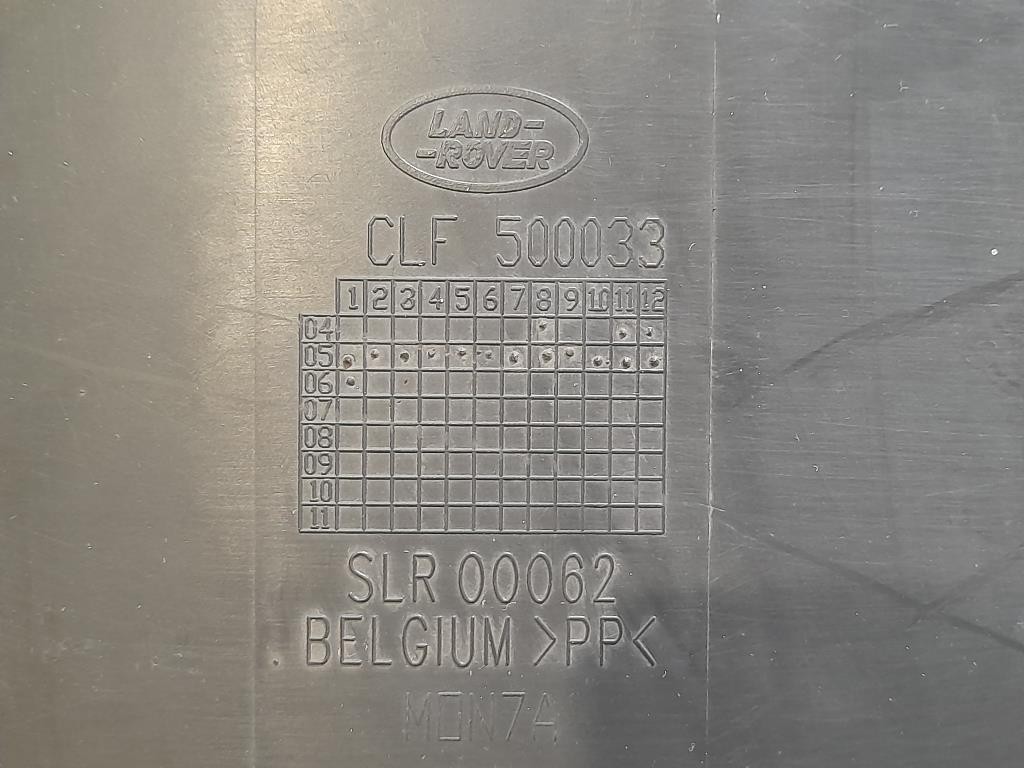 LAND-
-ROVER
CLF 500033
1 2 3 4 5 6 7 8 9 10 11 12
04
05
06
07
08
09
10
11
SLR 00062
BELGIUM >PP<
MON7A